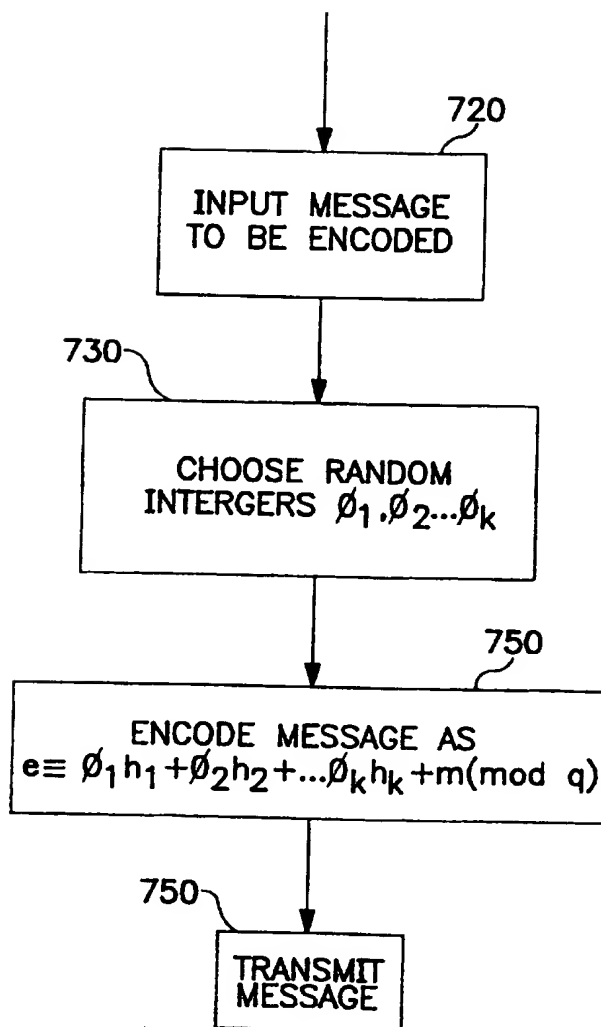 720
INPUT MESSAGE
TO BE ENCODED
730
CHOOSE RANDOM
INTERGERS Ø₁,Ø₂...Øₖ
750
ENCODE MESSAGE AS
e≡ Ø₁h₁+Ø₂h₂+...Øₖhₖ+m(mod q)
750
TRANSMIT
MESSAGE